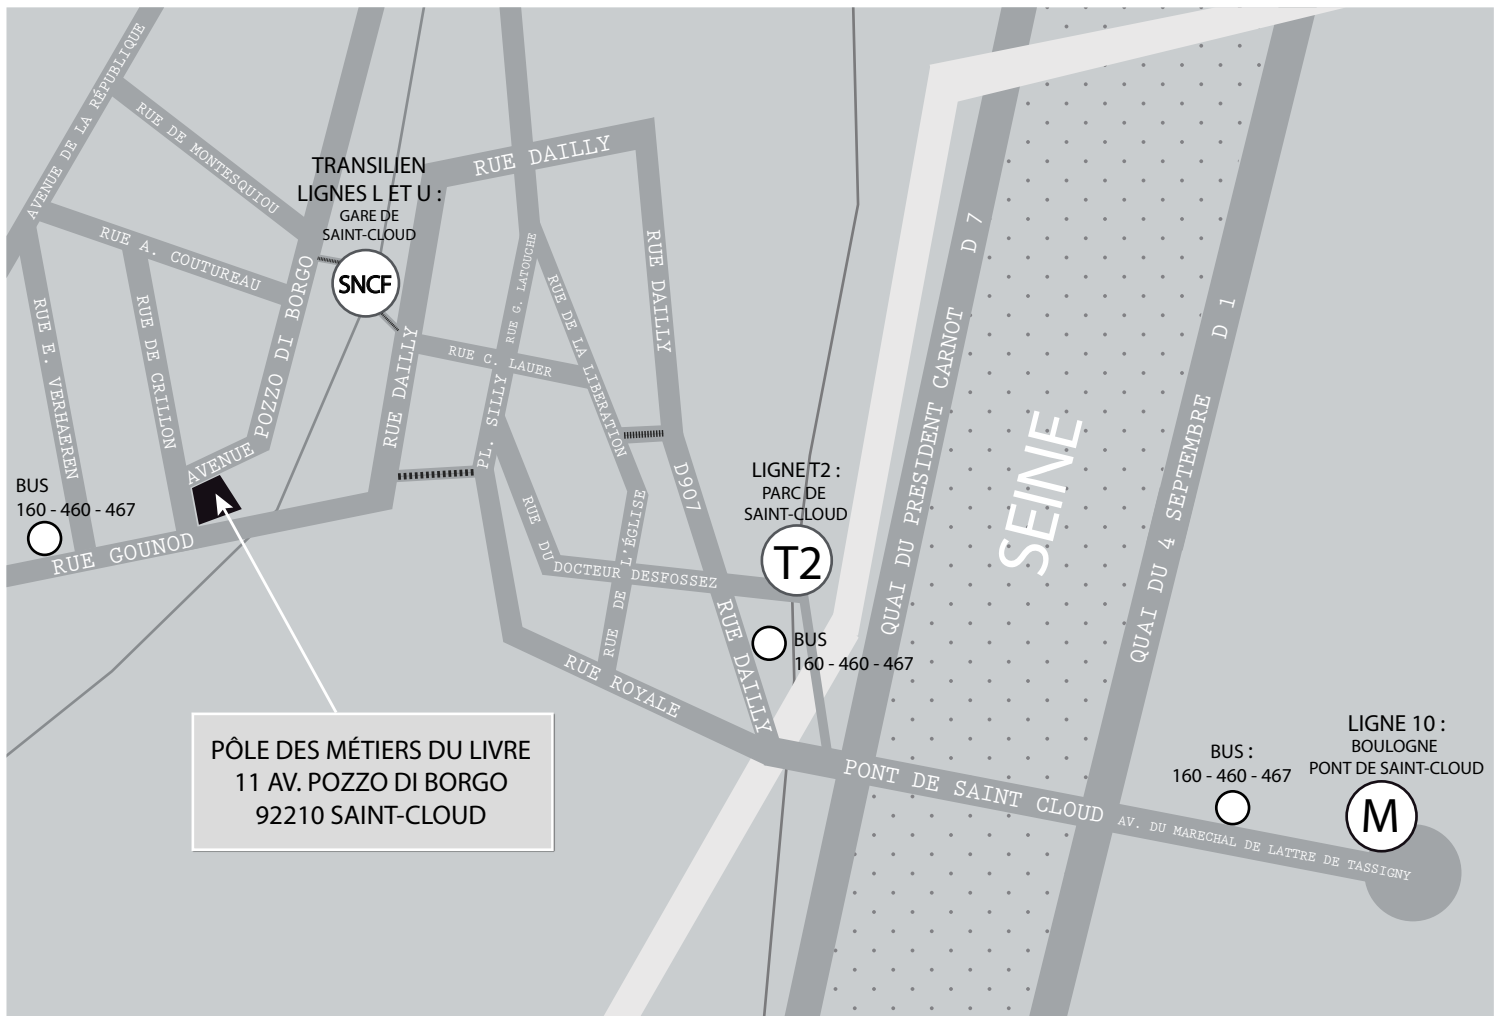 AVENUE DE LA RÉPUBLIQUE
RUE DE MONTESQUIOU
RUE A. COUTUREAU
RUE E. VERHAEREN
RUE DE CRILLON
AVENUE POZZO DI BORGO
TRANSILIEN
LIGNES L ET U :
GARE DE
SAINT-CLOUD
SNCF
RUE DAILLY
RUE DAILLY
RUE DAILLY
RUE G. LATOUCHE
RUE DE LA LIBERATION
RUE C. LAUER
PL. SILLY
D907
BUS
160 - 460 - 467
RUE GOUNOD
RUE DU DOCTEUR DESFOSSEZ
RUE DE L'ÉGLISE
RUE DAILLY
RUE ROYALE
LIGNE T2 :
PARC DE
SAINT-CLOUD
T2
BUS
160 - 460 - 467
QUAI DU PRESIDENT CARNOT D 7
SEINE
QUAI DU 4 SEPTEMBRE D 1
PÔLE DES MÉTIERS DU LIVRE
11 AV. POZZO DI BORGO
92210 SAINT-CLOUD
PONT DE SAINT CLOUD
AV. DU MARECHAL DE LATTRE DE TASSIGNY
BUS :
160 - 460 - 467
LIGNE 10 :
BOULOGNE
PONT DE SAINT-CLOUD
M